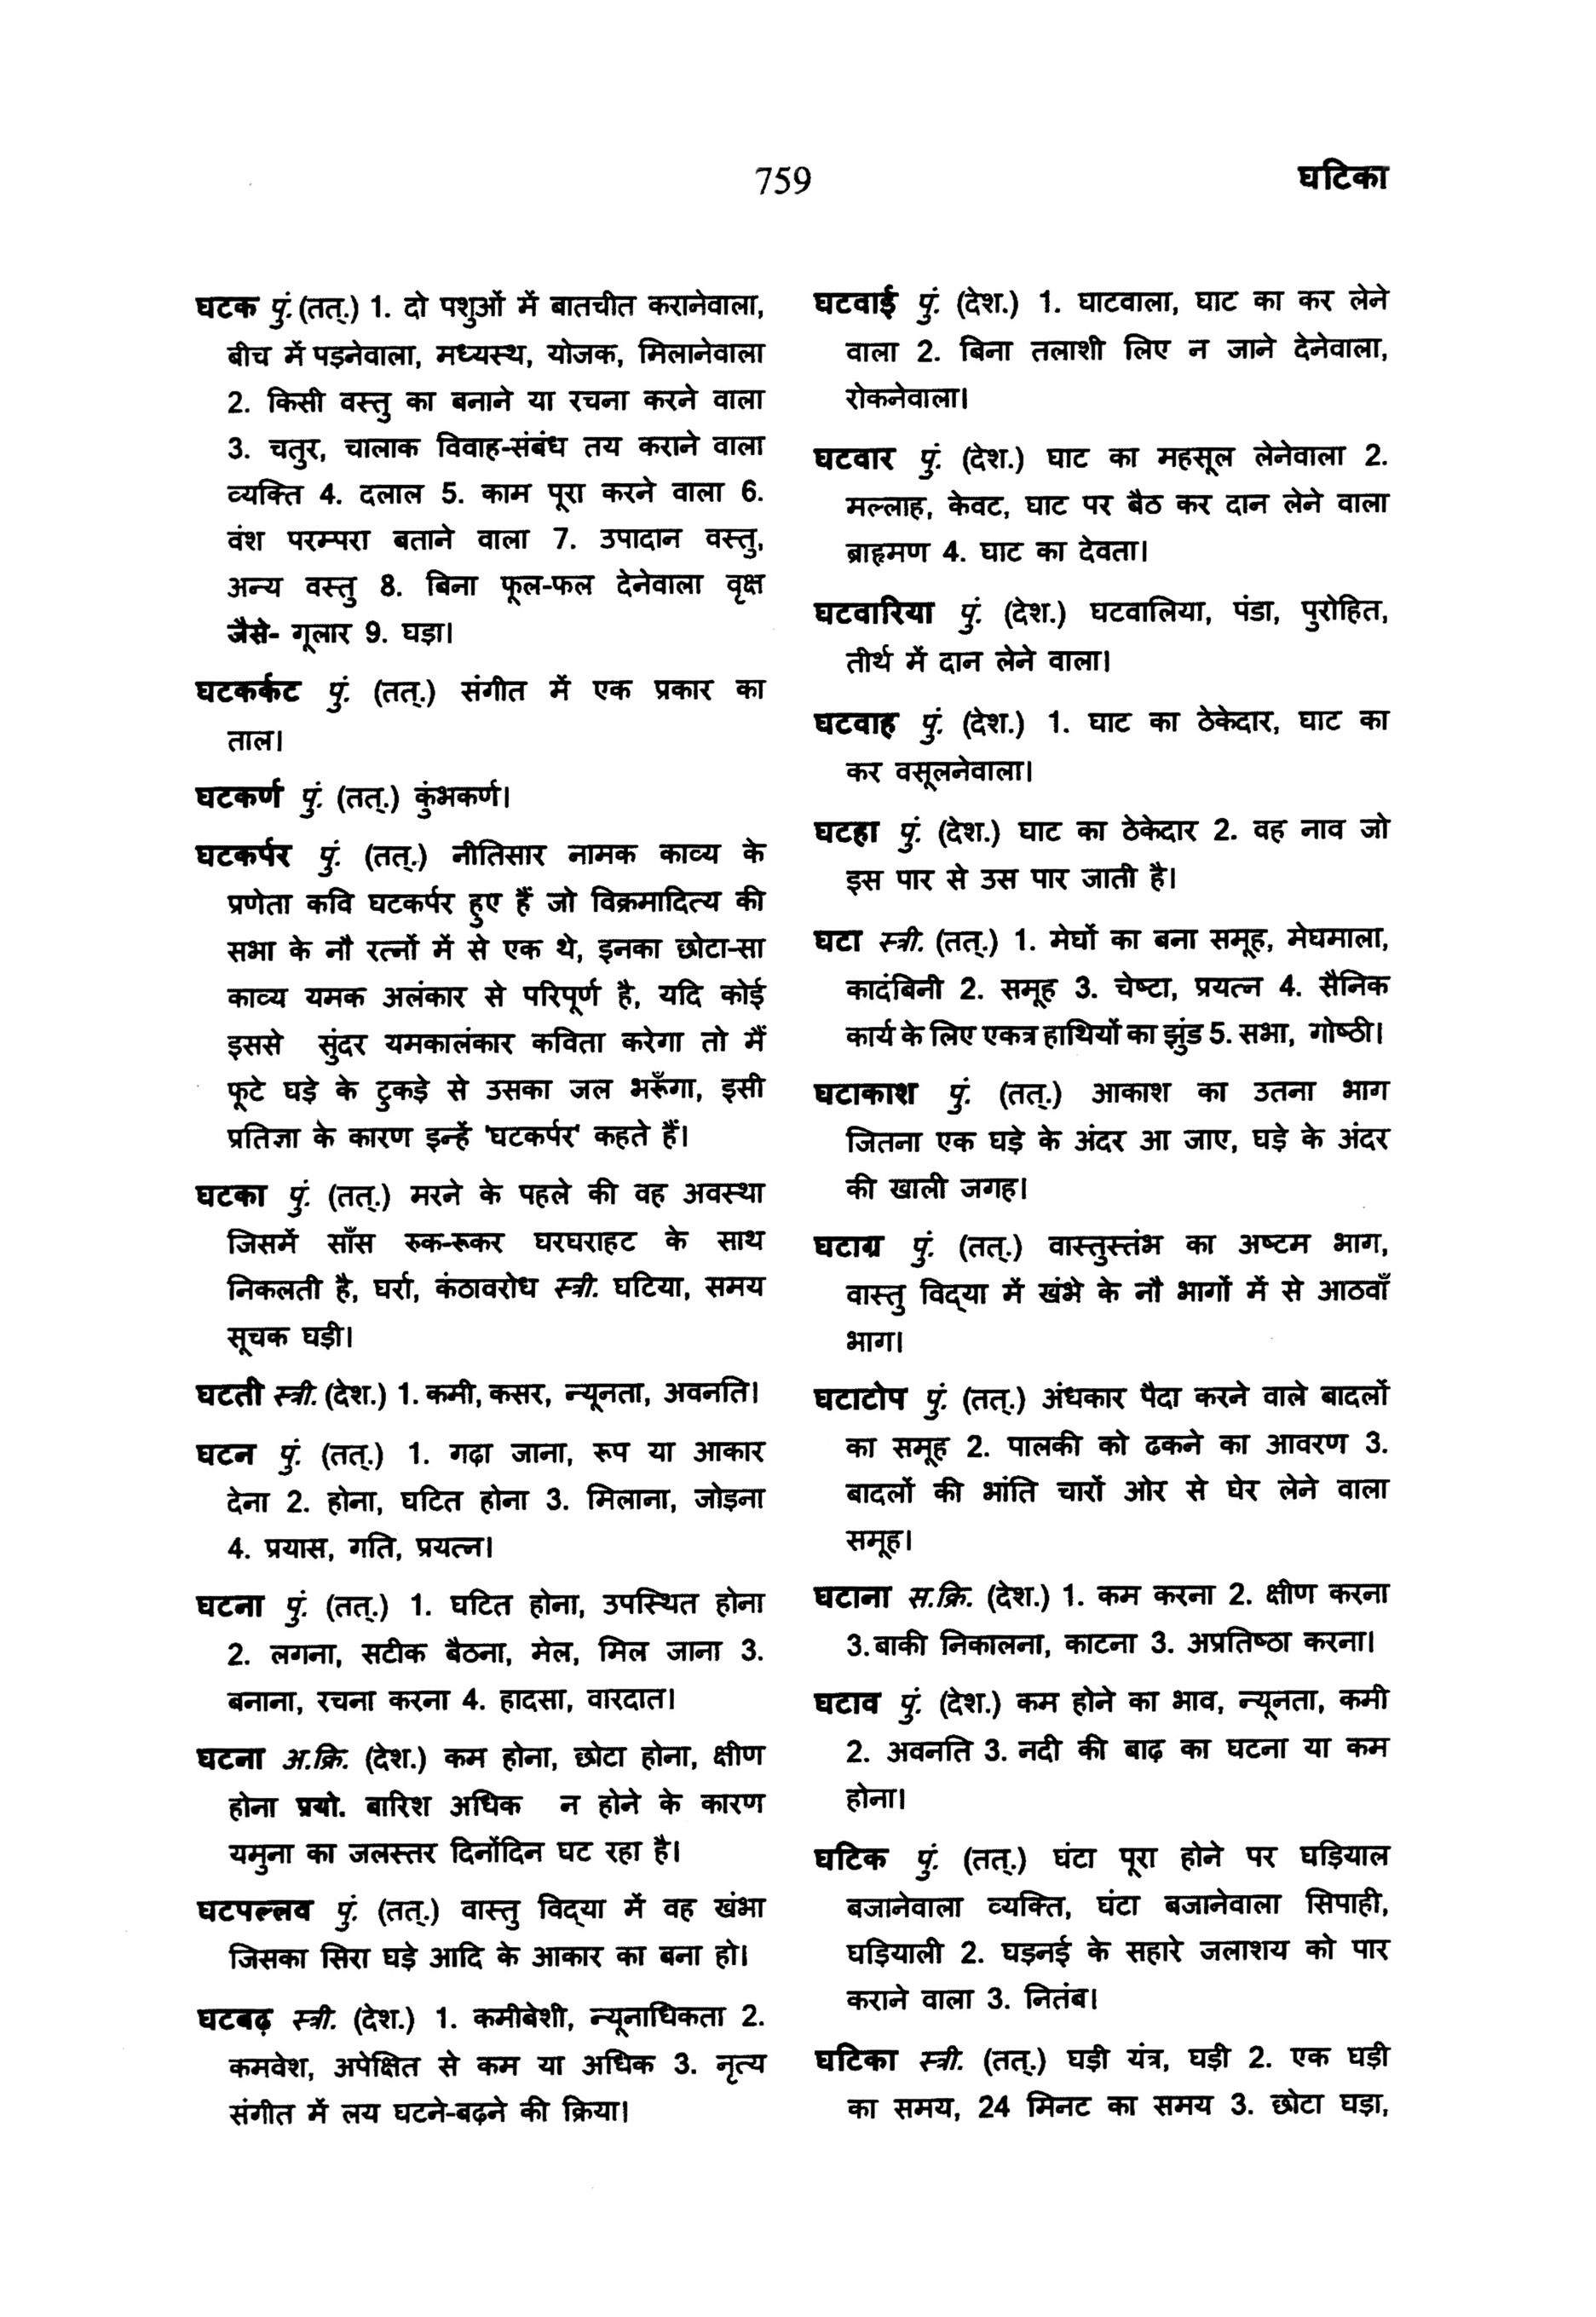 759
घटिका
घटक पुं. (तत्.) 1. दो पशुओं में बातचीत करानेवाला,
बीच में पड़नेवाला, मध्यस्थ, योजक, मिलानेवाला
2. किसी वस्तु का बनाने या रचना करने वाला
3. चतुर, चालाक विवाह-संबंध तय कराने वाला
व्यक्ति 4. दलाल 5. काम पूरा करने वाला 6.
वंश परम्परा बताने वाला 7. उपादान वस्तु,
अन्य वस्तु 8. बिना फूल-फल देनेवाला वृक्ष
जैसे- गूलार 9. घड़ा।
घटकर्कट पुं. (तत्.) संगीत में एक प्रकार का
ताल।
घटकर्ण पुं. (तत्.) कुंभकर्ण।
घटकर्पर पुं. (तत्.) नीतिसार नामक काव्य के
प्रणेता कवि घटकर्पर हुए हैं जो विक्रमादित्य की
सभा के नौ रत्नों में से एक थे, इनका छोटा-सा
काव्य यमक अलंकार से परिपूर्ण है, यदि कोई
इससे सुंदर यमकालंकार कविता करेगा तो मैं
फूटे घड़े के टुकड़े से उसका जल भरूँगा, इसी
प्रतिज्ञा के कारण इन्हें 'घटकर्पर' कहते हैं।
घटका पुं. (तत्.) मरने के पहले की वह अवस्था
जिसमें साँस रुक-रूकर घरघराहट के साथ
निकलती है, घर्रा, कंठावरोध स्त्री. घटिया, समय
सूचक घड़ी।
घटती स्त्री. (देश.) 1. कमी, कसर, न्यूनता, अवनति।
घटन पुं. (तत्.) 1. गढ़ा जाना, रूप या आकार
देना 2. होना, घटित होना 3. मिलाना, जोड़ना
4. प्रयास, गति, प्रयत्न।
घटना पुं. (तत्.) 1. घटित होना, उपस्थित होना
2. लगना, सटीक बैठना, मेल, मिल जाना 3.
बनाना, रचना करना 4. हादसा, वारदात।
घटना अ.क्रि. (देश.) कम होना, छोटा होना, क्षीण
होना प्रयो. बारिश अधिक न होने के कारण
यमुना का जलस्तर दिनोंदिन घट रहा है।
घटपल्लव पुं. (तत्.) वास्तु विद्‌या में वह खंभा
जिसका सिरा घड़े आदि के आकार का बना हो।
घटबढ़ स्त्री. (देश.) 1. कमीबेशी, न्यूनाधिकता 2.
कमवेश, अपेक्षित से कम या अधिक 3. नृत्य
संगीत में लय घटने-बढ़ने की क्रिया।
घटवाई पुं. (देश.) 1. घाटवाला, घाट का कर लेने
वाला 2. बिना तलाशी लिए न जाने देनेवाला,
रोकनेवाला।
घटवार पुं. (देश.) घाट का महसूल लेनेवाला 2.
मल्लाह, केवट, घाट पर बैठ कर दान लेने वाला
ब्राह्मण 4. घाट का देवता।
घटवारिया पुं. (देश.) घटवालिया, पंडा, पुरोहित,
तीर्थ में दान लेने वाला।
घटवाह पुं. (देश.) 1. घाट का ठेकेदार, घाट का
कर वसूलनेवाला।
घटहा पुं. (देश.) घाट का ठेकेदार 2. वह नाव जो
इस पार से उस पार जाती है।
घटा स्त्री. (तत्.) 1. मेघों का बना समूह, मेघमाला,
कादंबिनी 2. समूह 3. चेष्टा, प्रयत्न 4. सैनिक
कार्य के लिए एकत्र हाथियों का झुंड 5. सभा, गोष्ठी।
घटाकाश पुं. (तत्.) आकाश का उतना भाग
जितना एक घड़े के अंदर आ जाए, घड़े के अंदर
की खाली जगह।
घटाग्र पुं. (तत्.) वास्तुस्तंभ का अष्टम भाग,
वास्तु विद्‌या में खंभे के नौ भागों में से आठवाँ
भाग।
घटाटोप पुं. (तत्.) अंधकार पैदा करने वाले बादलों
का समूह 2. पालकी को ढकने का आवरण 3.
बादलों की भांति चारों ओर से घेर लेने वाला
समूह।
घटाना स.क्रि. (देश.) 1. कम करना 2. क्षीण करना
3. बाकी निकालना, काटना 3. अप्रतिष्ठा करना।
घटाव पुं. (देश.) कम होने का भाव, न्यूनता, कमी
2. अवनति 3. नदी की बाढ़ का घटना या कम
होना।
घटिक पुं. (तत्.) घंटा पूरा होने पर घड़ियाल
बजानेवाला व्यक्ति, घंटा बजानेवाला सिपाही,
घड़ियाली 2. घड़नई के सहारे जलाशय को पार
कराने वाला 3. नितंब।
घटिका स्त्री. (तत्.) घड़ी यंत्र, घड़ी 2. एक घड़ी
का समय, 24 मिनट का समय 3. छोटा घड़ा,